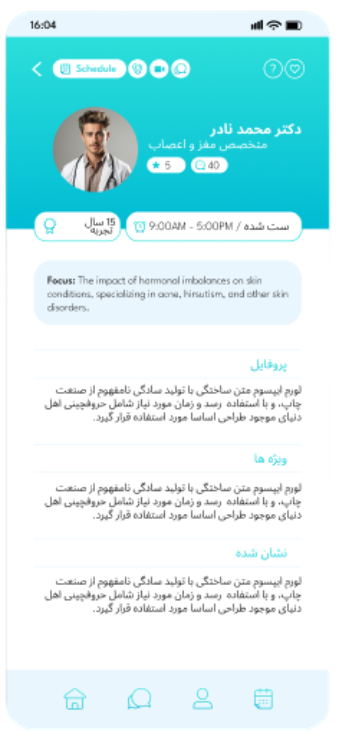 16:04
Schedule
دکتر محمد نادر
متخصص مغز و اعصاب
5
40
15 سال
تجربه
ست شده / 9:00AM - 5:00PM
Focus: The impact of hormonal imbalances on skin
conditions, specializing in acne, hirsutism, and other skin
disorders.
پروفایل
لورم ایپسوم متن ساختگی با تولید سادگی نامفهوم از صنعت
چاپ، و با استفاده رسد و زمان مورد نیاز شامل حروفچینی اهل
دنیای موجود طراحی اساسا مورد استفاده قرار گیرد.
ویژه ها
لورم ایپسوم متن ساختگی با تولید سادگی نامفهوم از صنعت
چاپ، و با استفاده رسد و زمان مورد نیاز شامل حروفچینی اهل
دنیای موجود طراحی اساسا مورد استفاده قرار گیرد.
نشان شده
لورم ایپسوم متن ساختگی با تولید سادگی نامفهوم از صنعت
چاپ، و با استفاده رسد و زمان مورد نیاز شامل حروفچینی اهل
دنیای موجود طراحی اساسا مورد استفاده قرار گیرد.